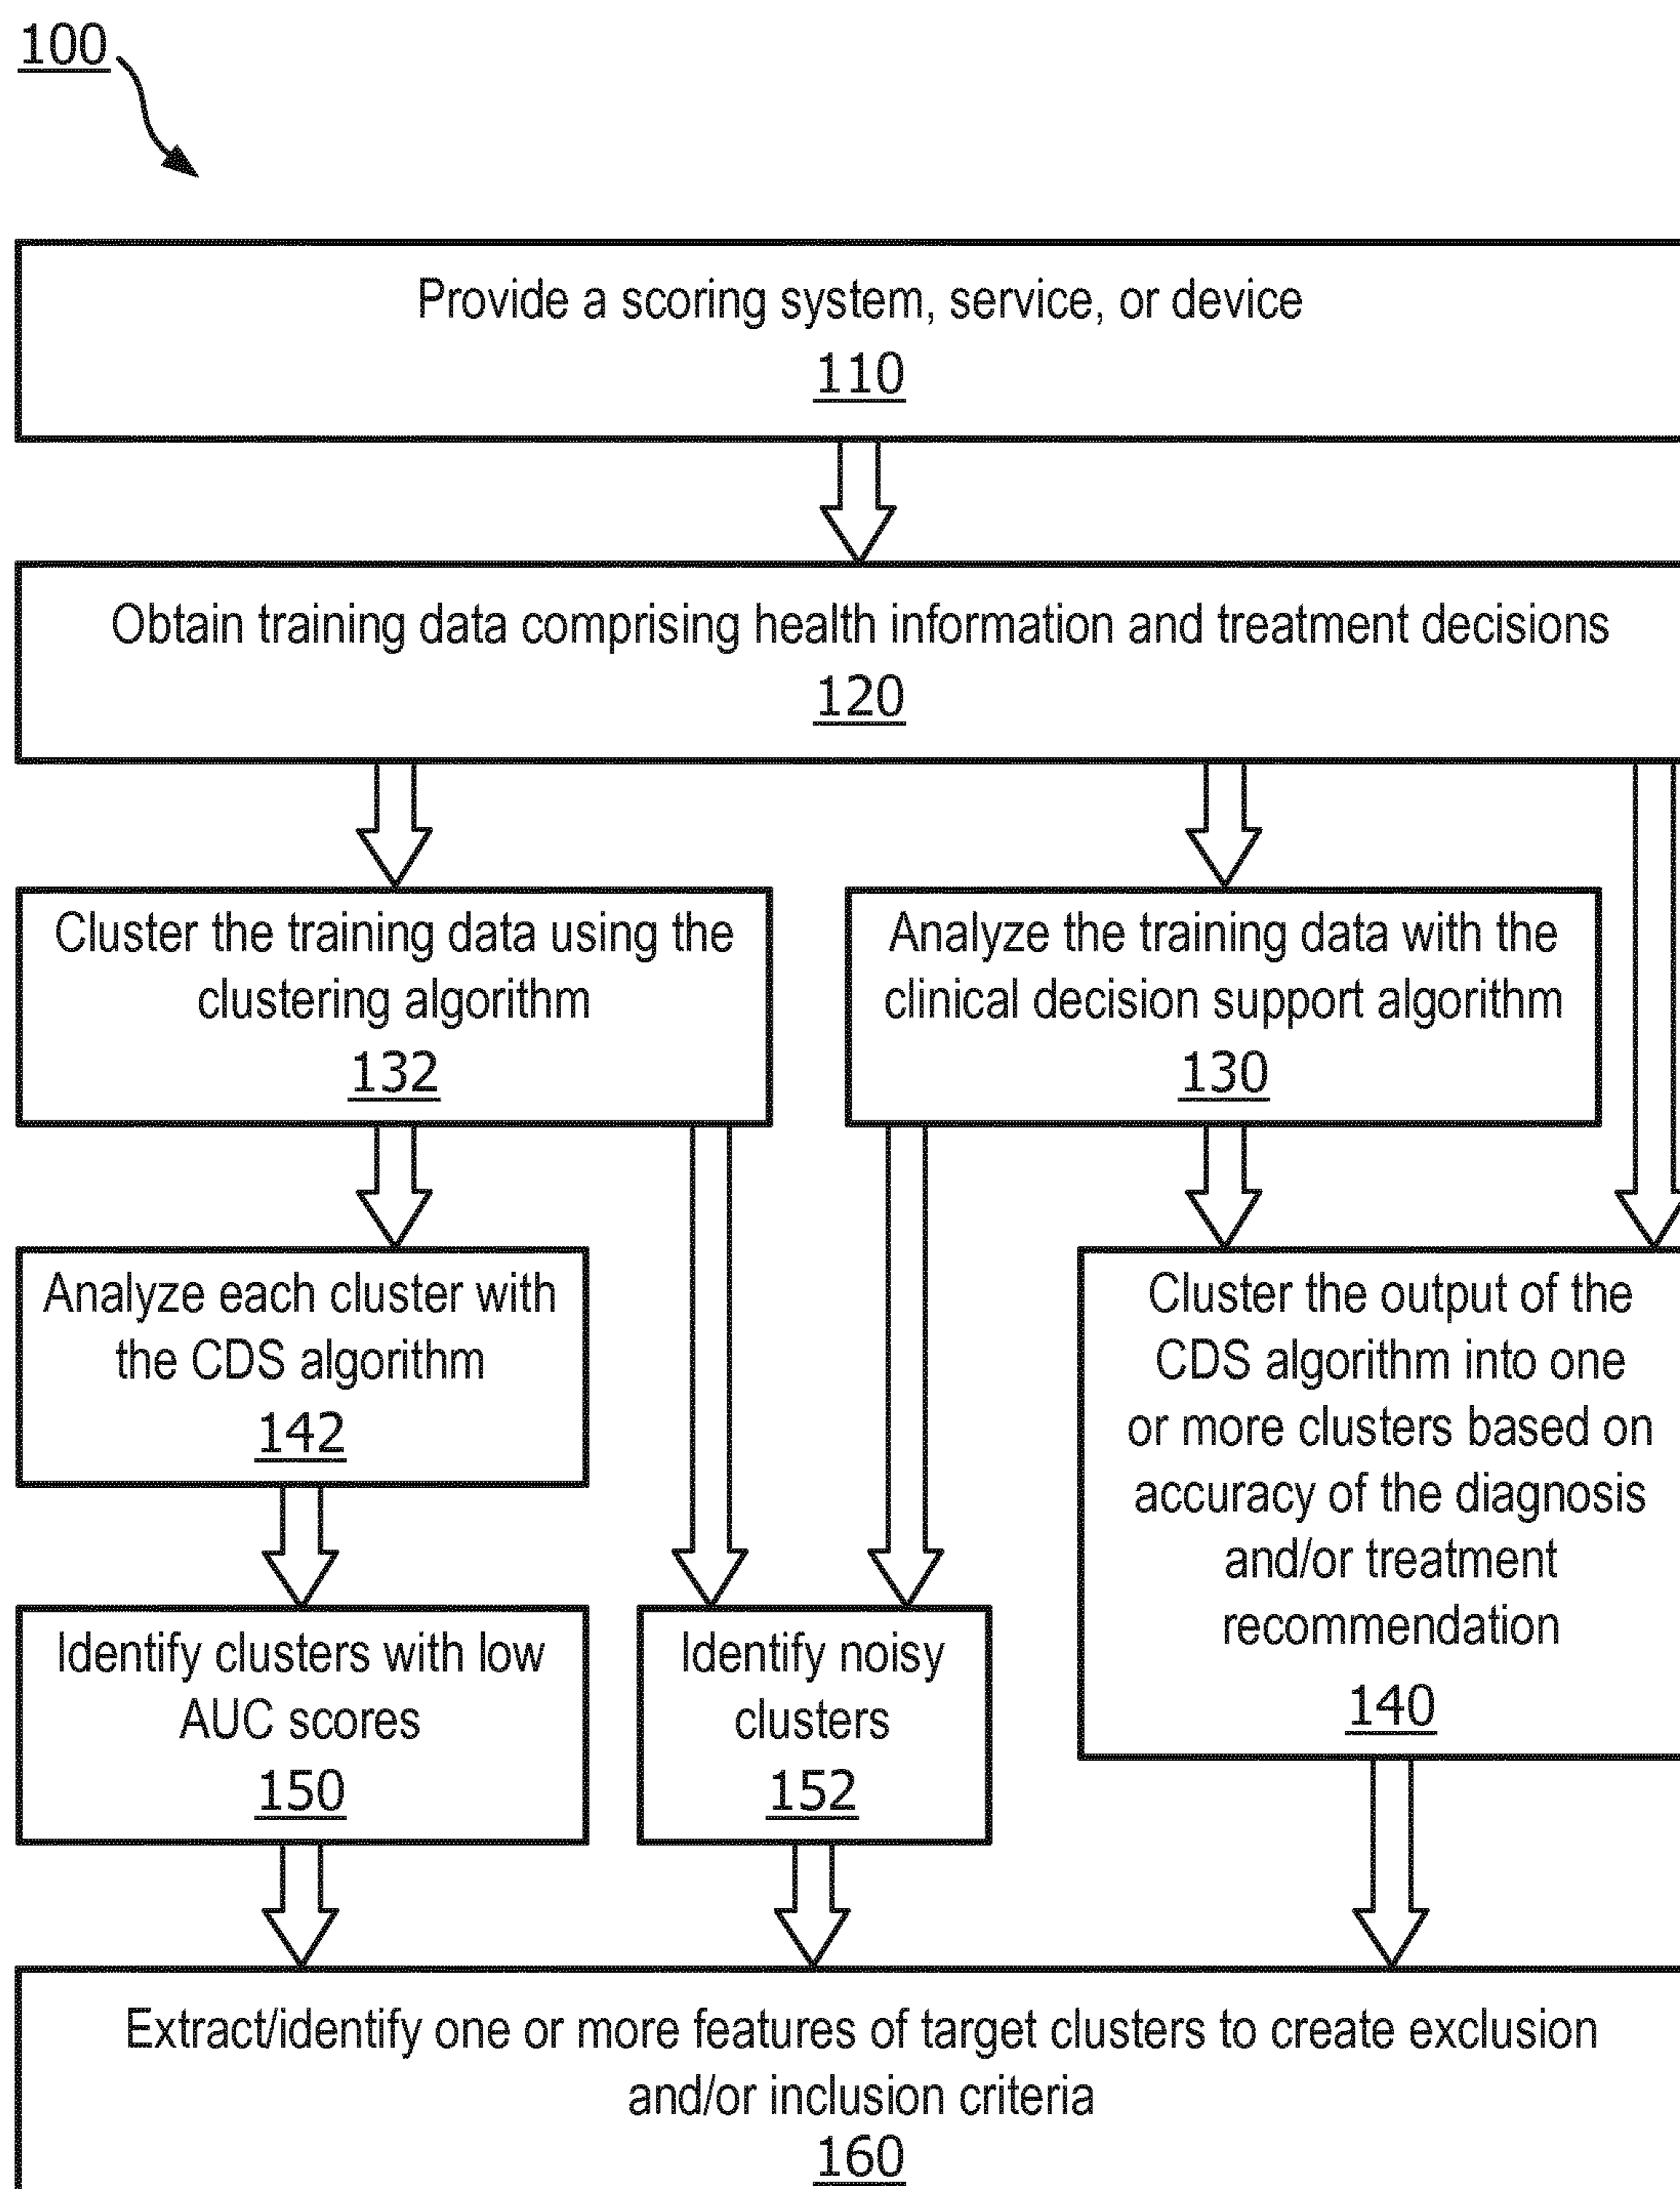 100
Provide a scoring system, service, or device
110
Obtain training data comprising health information and treatment decisions
120
Cluster the training data using the
clustering algorithm
132
Analyze the training data with the
clinical decision support algorithm
130
Analyze each cluster with
the CDS algorithm
142
Cluster the output of the
CDS algorithm into one
or more clusters based on
accuracy of the diagnosis
and/or treatment
recommendation
140
Identify clusters with low
AUC scores
150
Identify noisy
clusters
152
Extract/identify one or more features of target clusters to create exclusion
and/or inclusion criteria
160